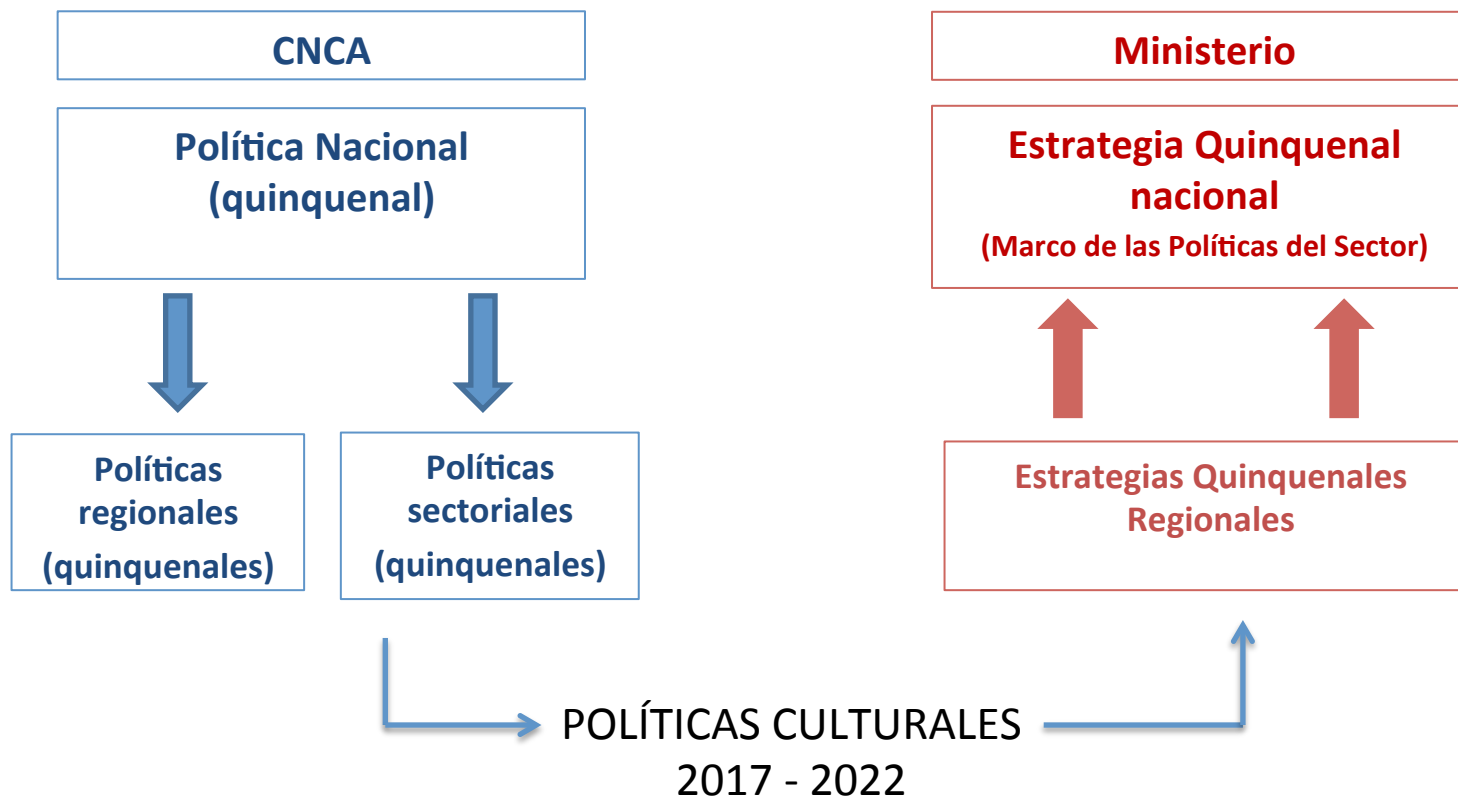 CNCA
Política Nacional
(quinquenal)
Políticas
regionales
(quinquenales)
Políticas
sectoriales
(quinquenales)
Ministerio
Estrategia Quinquenal
nacional
(Marco de las Políticas del Sector)
Estrategias Quinquenales
Regionales
POLÍTICAS CULTURALES
2017 - 2022